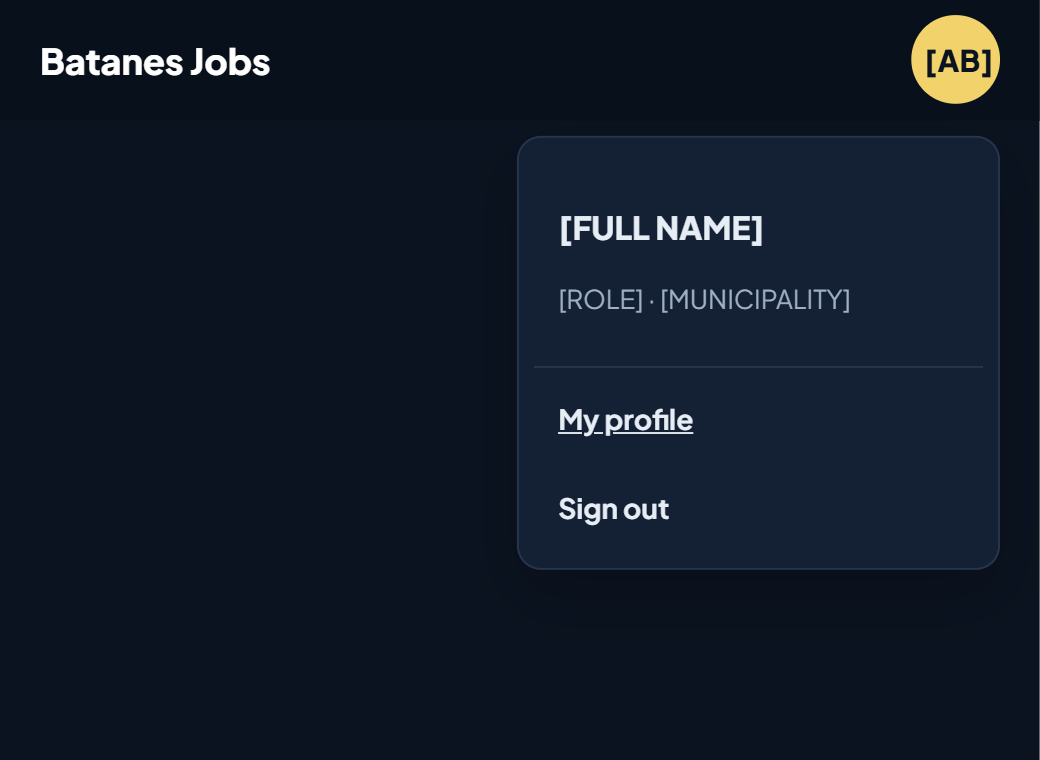 Batanes Jobs
[AB]
[FULL NAME]
[ROLE] · [MUNICIPALITY]
My profile
Sign out